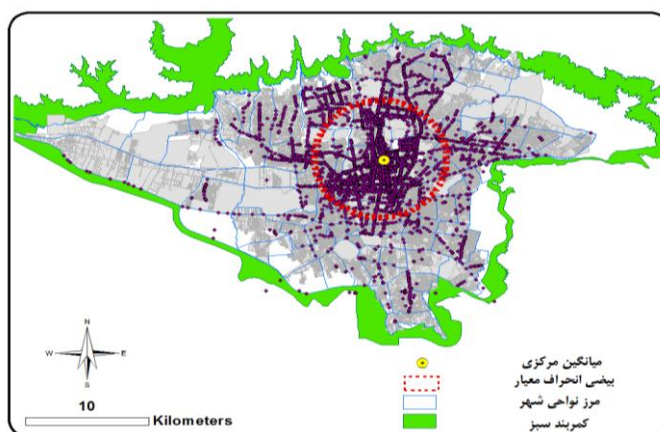 N
W
E
S
10
Kilometers
میانگین مرکزی
بیضی انحراف معیار
مرز نواحی شهر
کمربند سبز